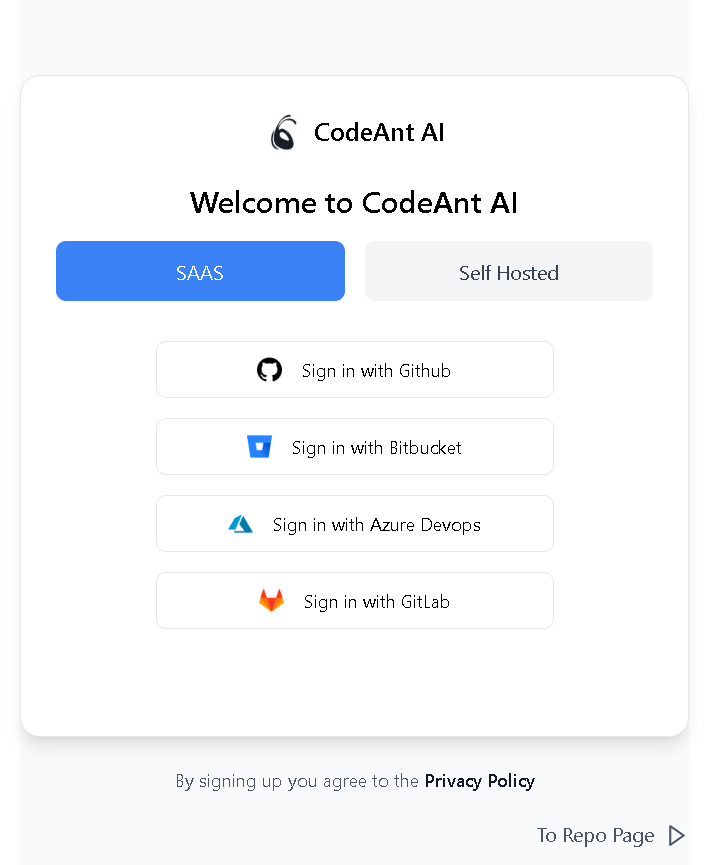 CodeAnt AI
Welcome to CodeAnt AI
SAAS
Self Hosted
Sign in with Github
Sign in with Bitbucket
Sign in with Azure Devops
Sign in with GitLab
By signing up you agree to the Privacy Policy
To Repo Page